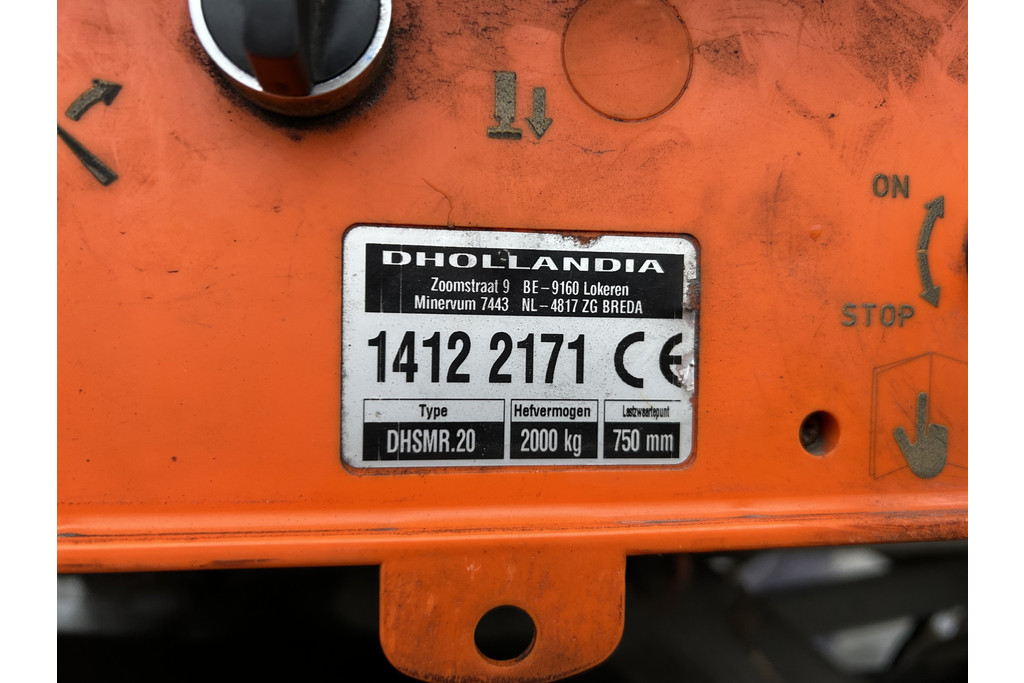 ON
STOP
DHOLLANDIA
Zoomstraat 9 BE-9160 Lokeren
Minervum 7443 NL-4817 ZG BREDA
1412 2171 CE
Type Hefvermogen Lastzwaartepunt
DHSMR.20 2000 kg 750 mm